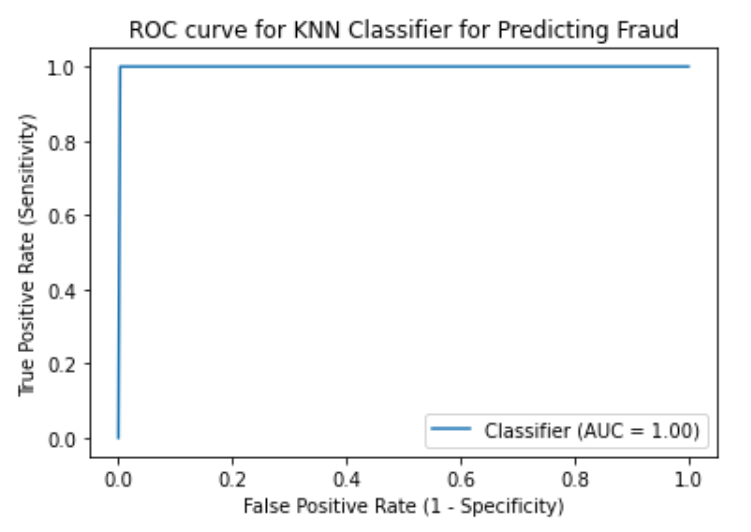 ROC curve for KNN Classifier for Predicting Fraud
True Positive Rate (Sensitivity)
1.0
0.8
0.6
0.4
0.2
0.0
Classifier (AUC = 1.00)
0.0 0.2 0.4 0.6 0.8 1.0
False Positive Rate (1 - Specificity)